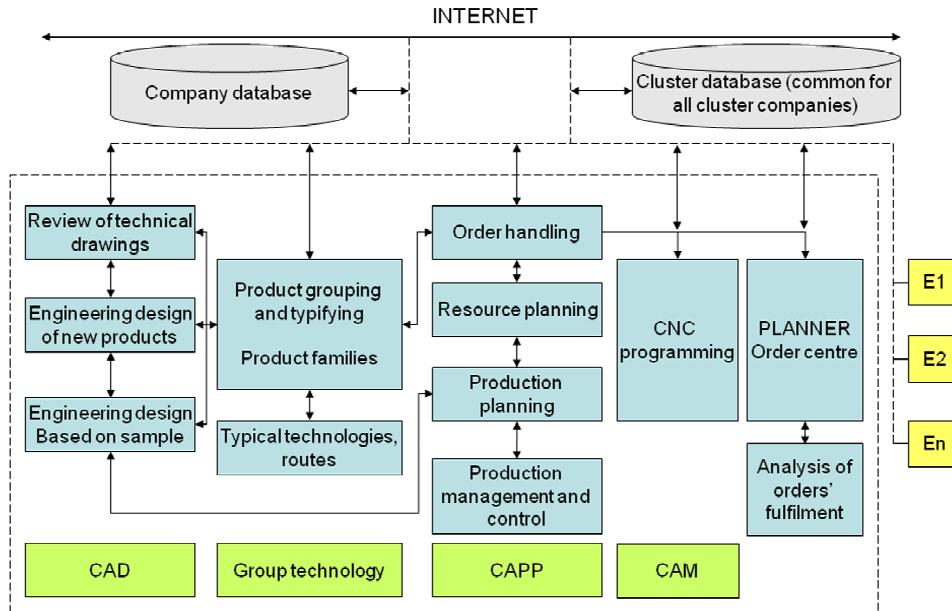 INTERNET
Company database
Cluster database (common for
all cluster companies)
Review of technical
drawings
Engineering design
of new products
Engineering design
Based on sample
Product grouping
and typifying
Product families
Typical technologies,
routes
Order handling
Resource planning
Production
planning
Production
management and
control
CNC
programming
PLANNER
Order centre
Analysis of
orders’
fulfilment
E1
E2
En
CAD
Group technology
CAPP
CAM